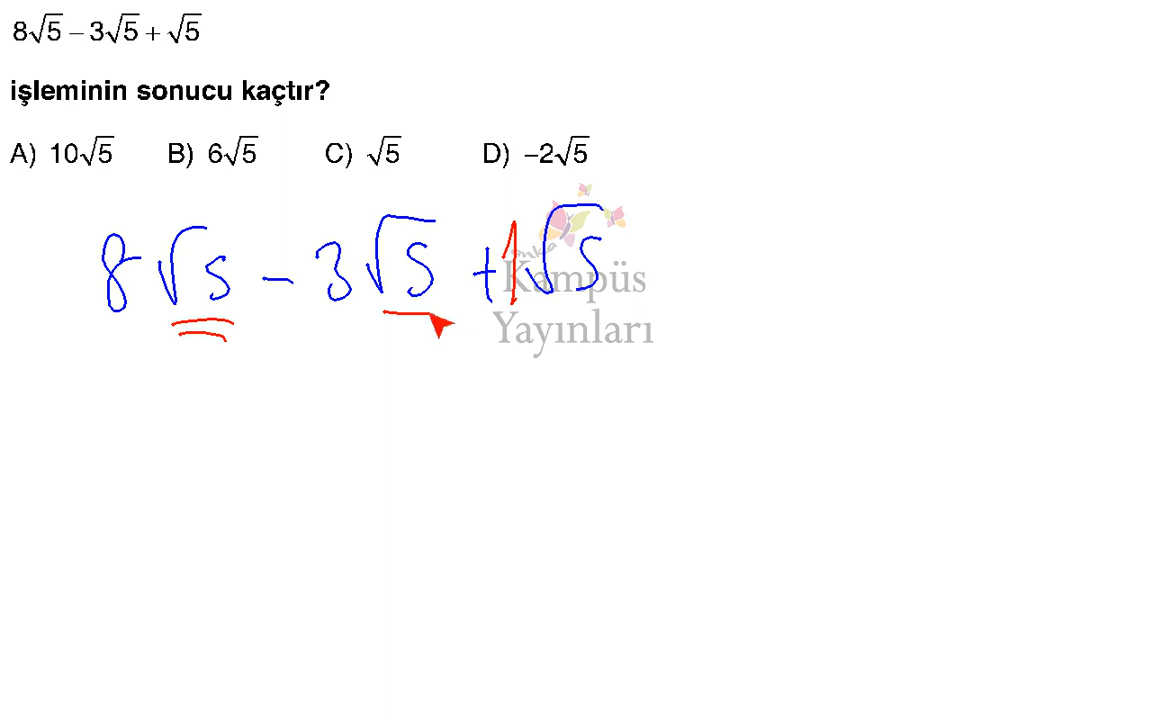 8√5 – 3√5 + √5
işleminin sonucu kaçtır?
A) 10√5 B) 6√5 C) √5 D) –2√5
8√5 – 3√5 + 1√5
Kampüs
Yayınları